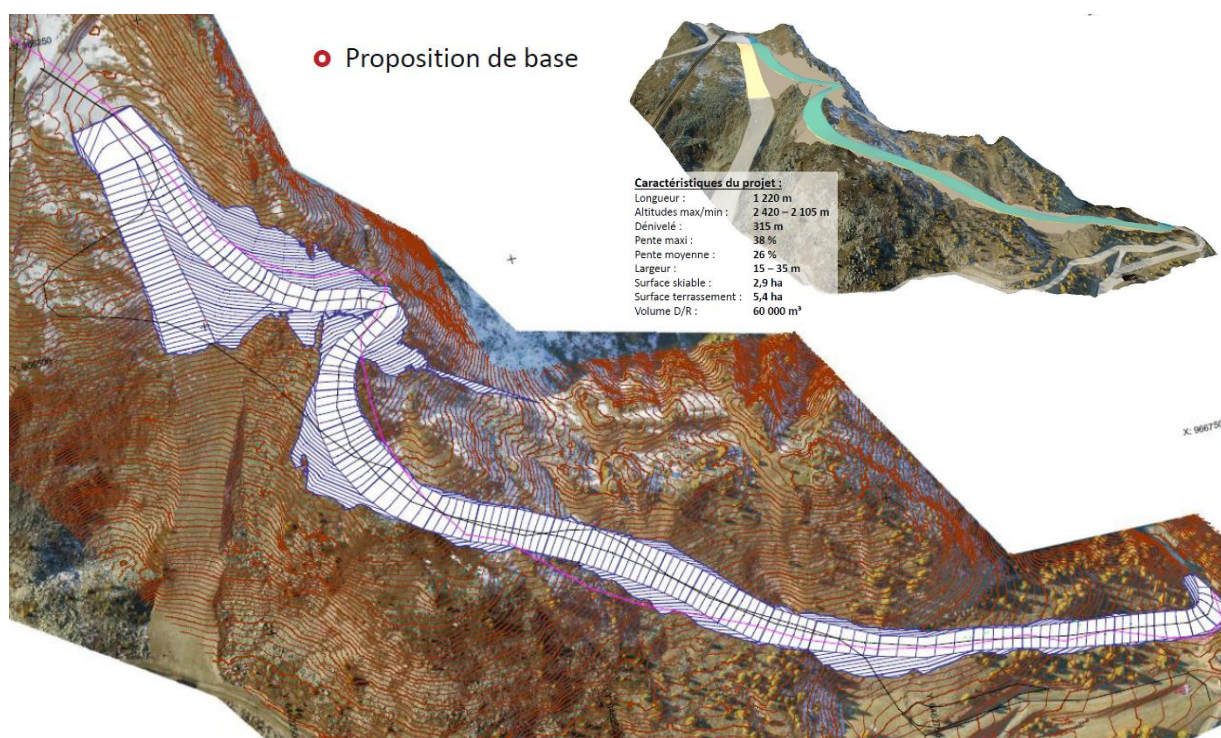 Proposition de base
Caractéristiques du projet :
Longueur : 1 220 m
Altitudes max/min : 2 420 – 2 105 m
Dénivelé : 315 m
Pente maxi : 38 %
Pente moyenne : 26 %
Largeur : 15 – 35 m
Surface skiable : 2,9 ha
Surface terrassement : 5,4 ha
Volume D/R : 60 000 m³
X: 966750